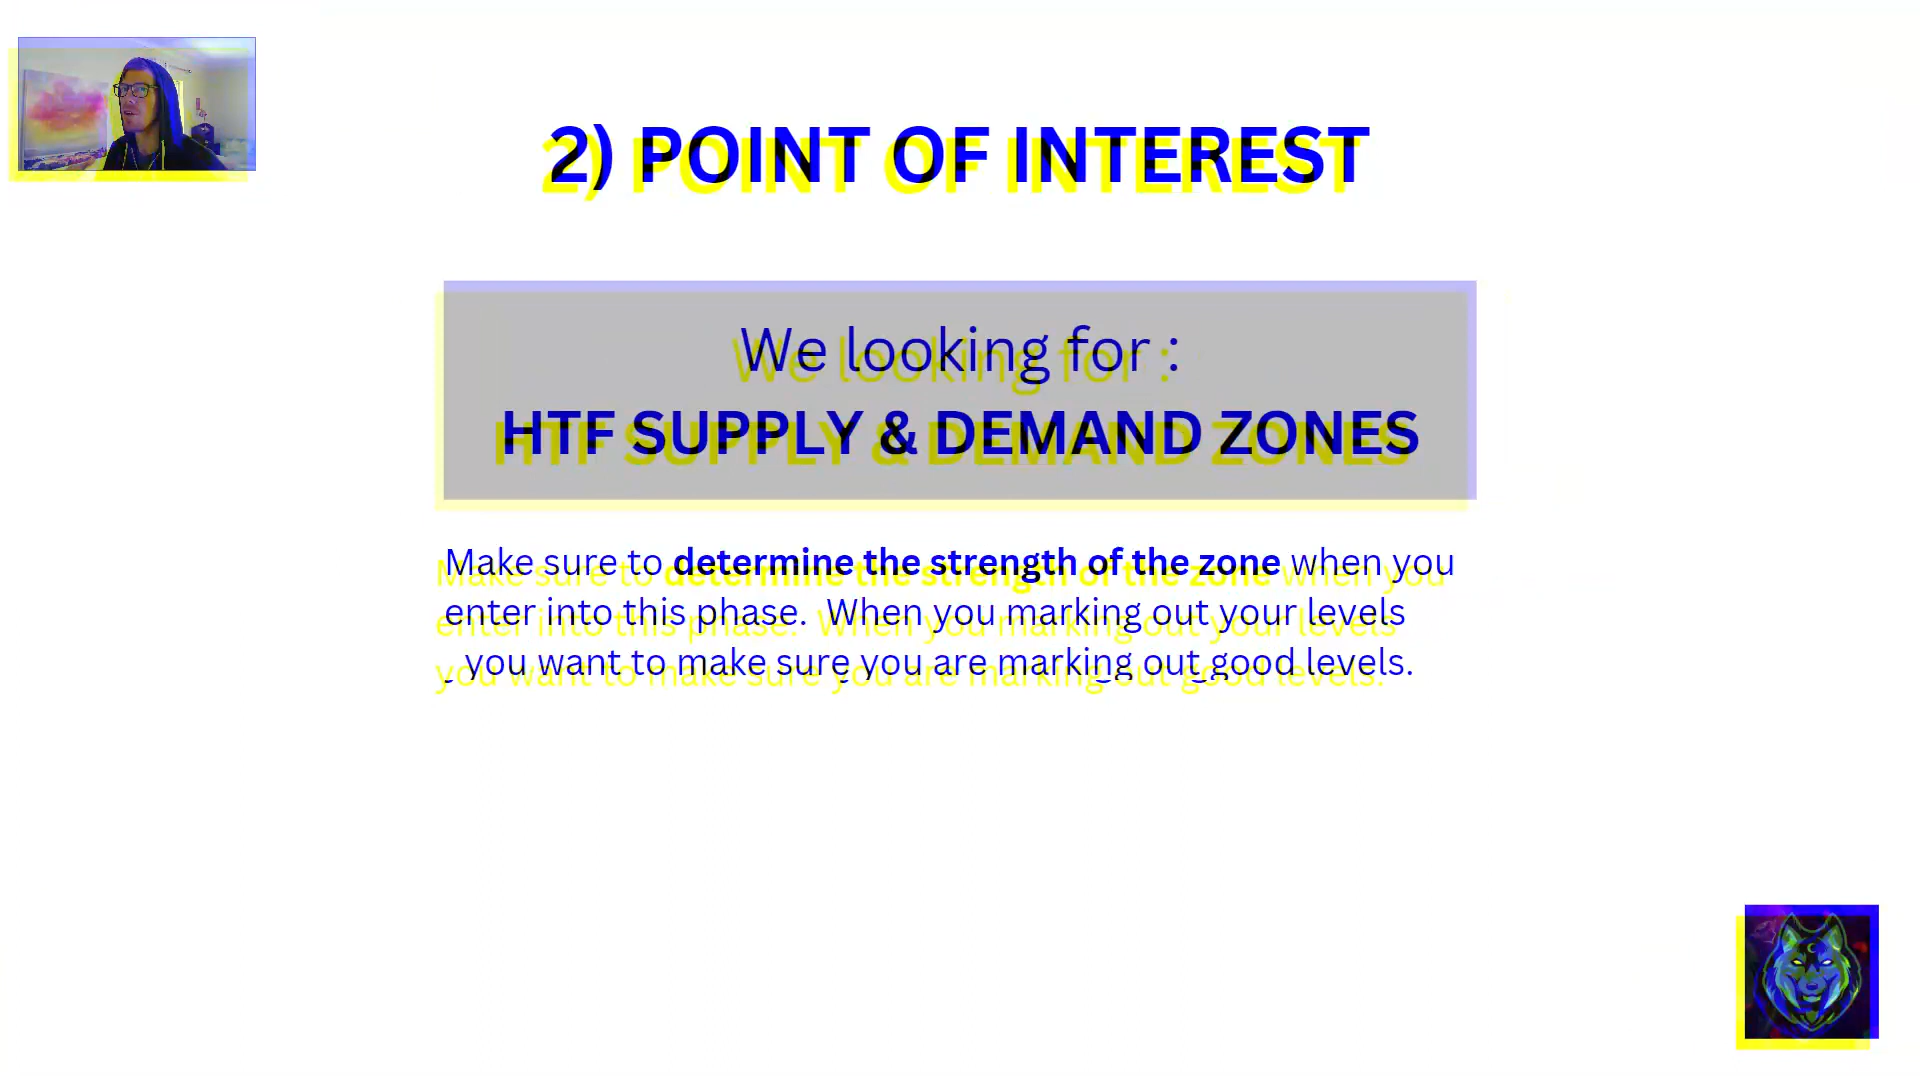 2) POINT OF INTEREST
We looking for :
HTF SUPPLY & DEMAND ZONES
Make sure to determine the strength of the zone when you
enter into this phase.  When you marking out your levels
you want to make sure you are marking out good levels.